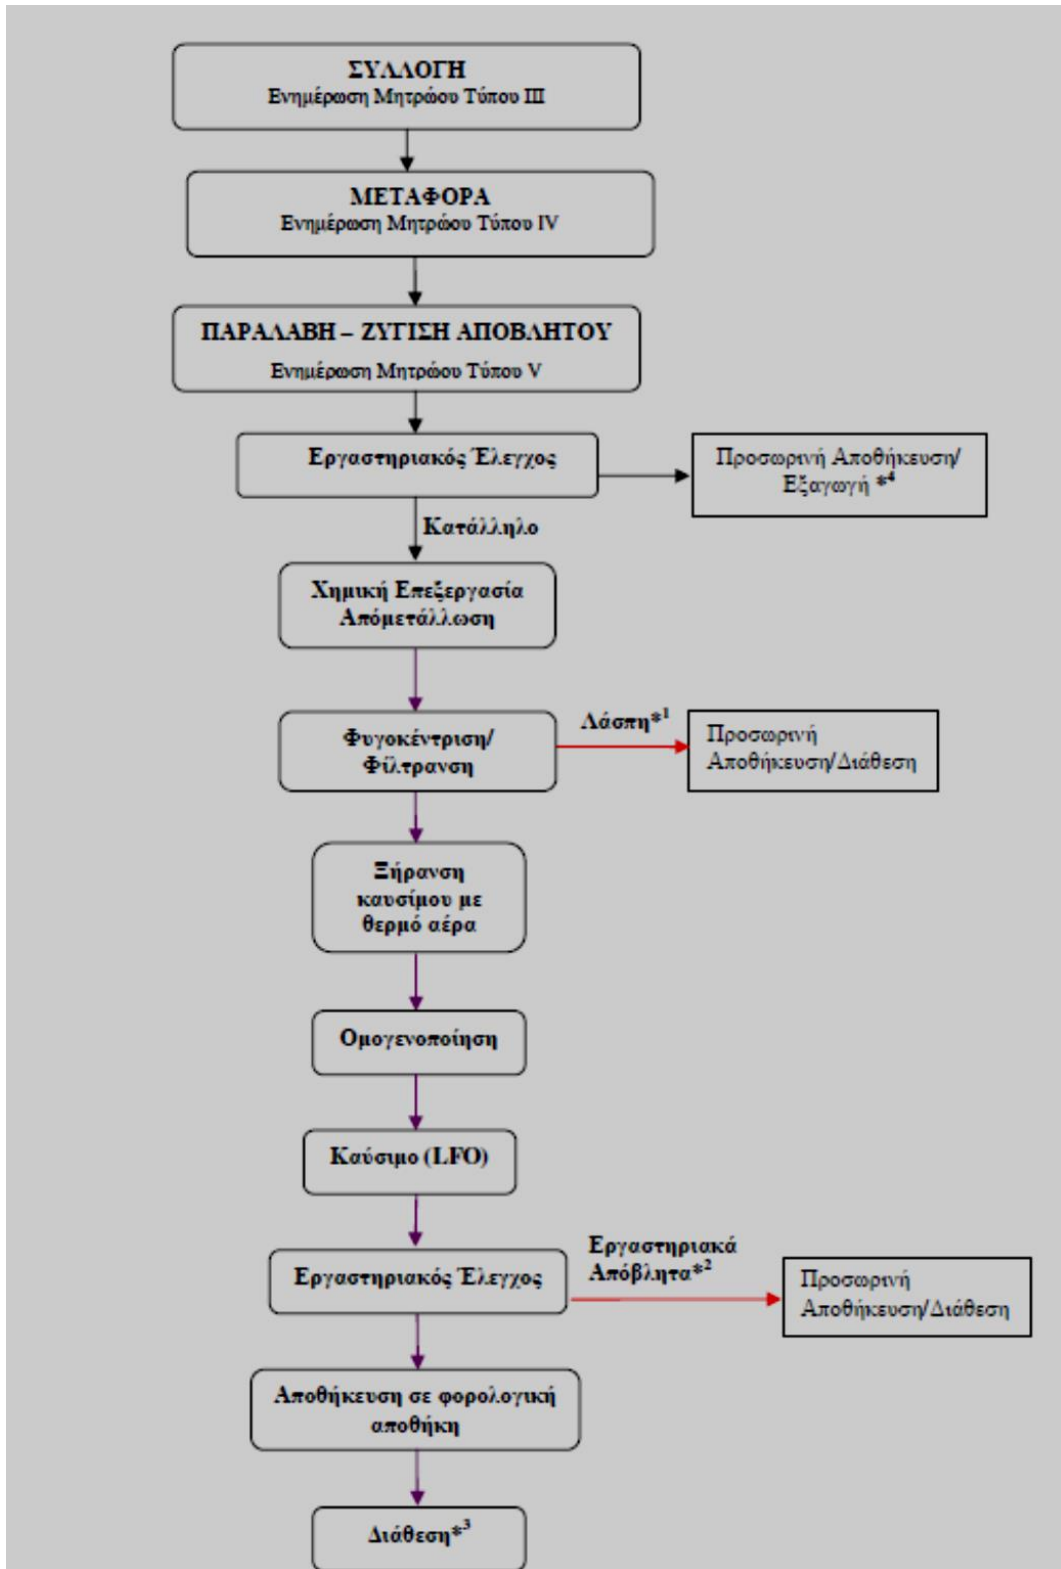 ΣΥΛΛΟΓΗ
Ενημέρωση Μητρώου Τύπου III
ΜΕΤΑΦΟΡΑ
Ενημέρωση Μητρώου Τύπου IV
ΠΑΡΑΛΑΒΗ – ΖΥΓΙΣΗ ΑΠΟΒΛΗΤΟΥ
Ενημέρωση Μητρώου Τύπου V
Εργαστηριακός Έλεγχος
Προσωρινή Αποθήκευση/
Εξαγωγή *4
Κατάλληλο
Χημική Επεξεργασία
Απόμετάλλωση
Φυγοκέντριση/
Φίλτρανση
Λάσπη*1
Προσωρινή
Αποθήκευση/Διάθεση
Ξήρανση
καυσίμου με
θερμό αέρα
Ομογενοποίηση
Καύσιμο (LFO)
Εργαστηριακός Έλεγχος
Εργαστηριακά
Απόβλητα*2
Προσωρινή
Αποθήκευση/Διάθεση
Αποθήκευση σε φορολογική
αποθήκη
Διάθεση*3